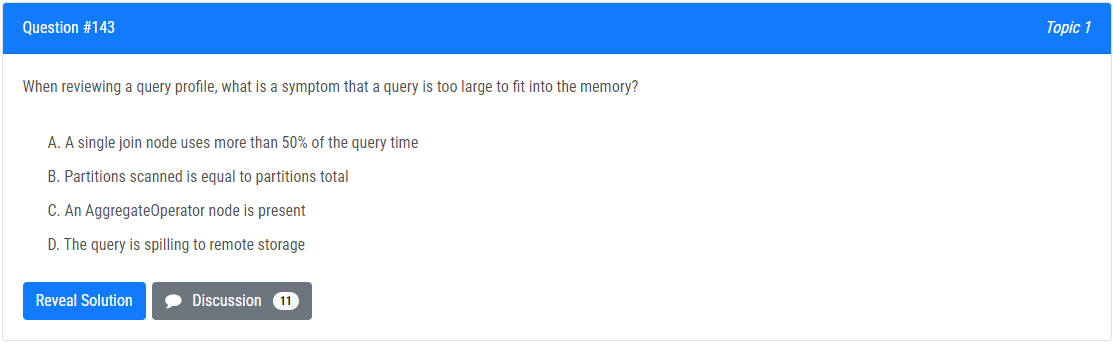 Question #143
Topic 1
When reviewing a query profile, what is a symptom that a query is too large to fit into the memory?
A. A single join node uses more than 50% of the query time
B. Partitions scanned is equal to partitions total
C. An AggregateOperator node is present
D. The query is spilling to remote storage
Reveal Solution
Discussion 11